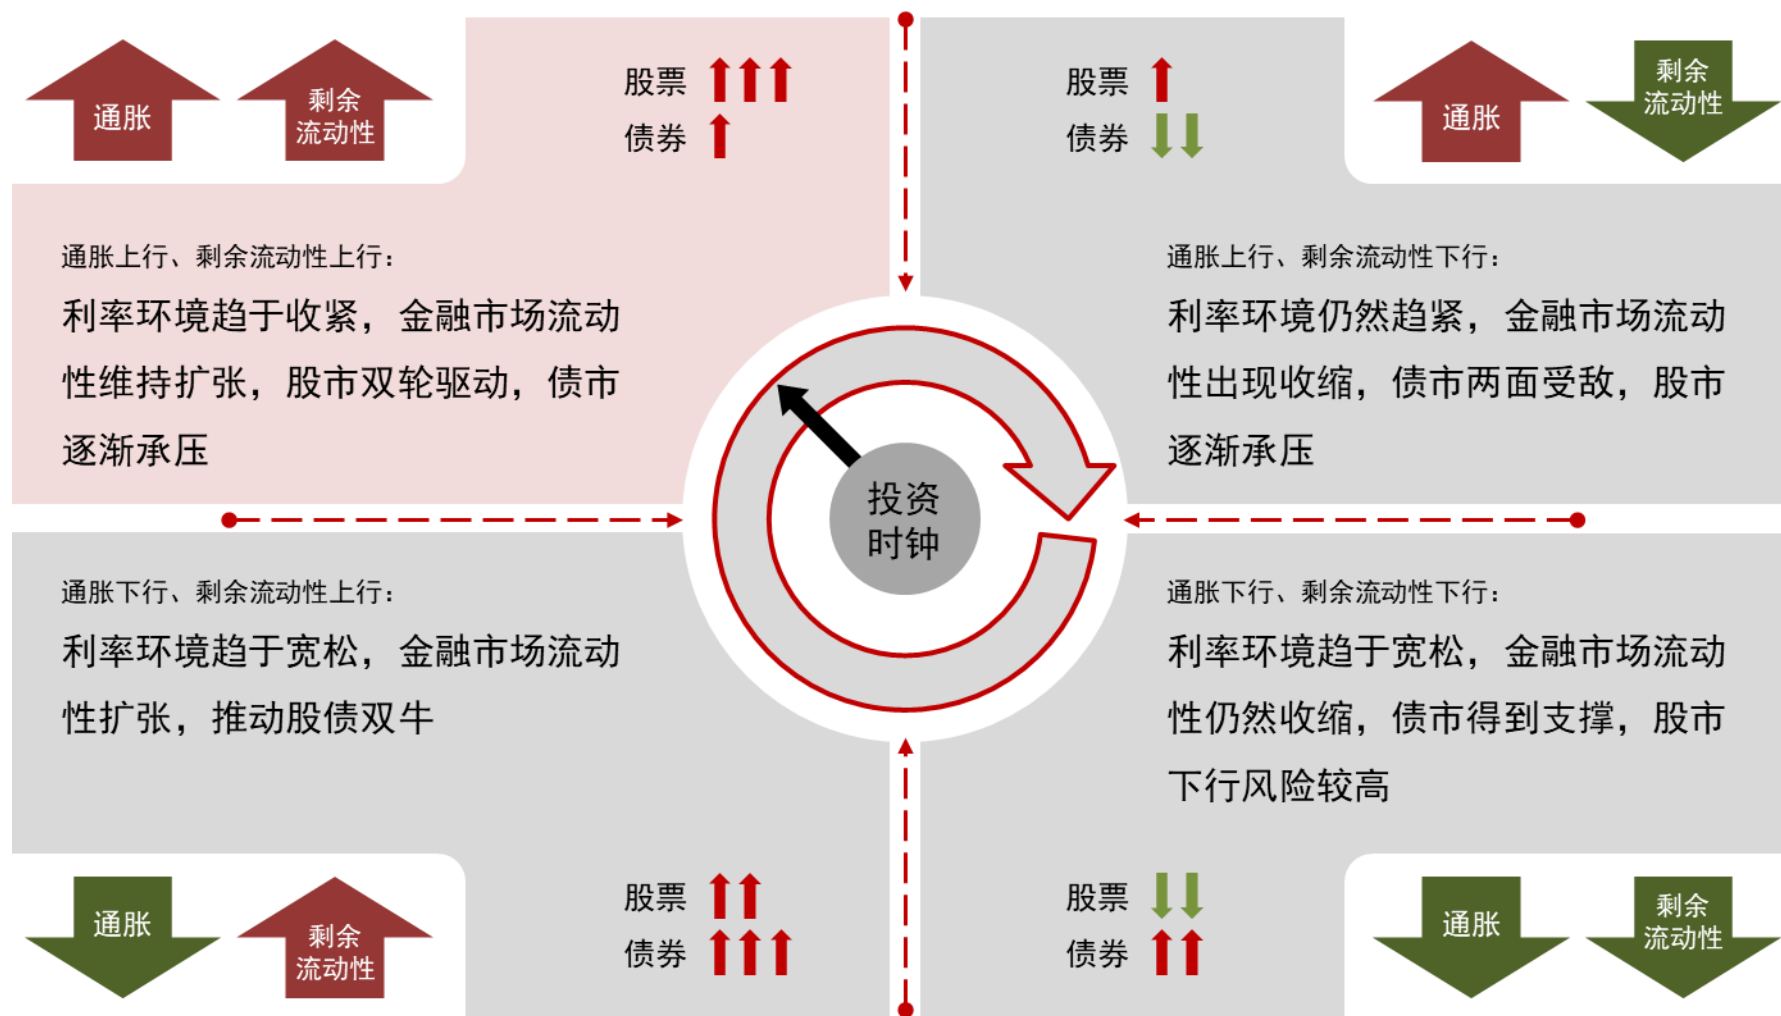 通胀
剩余
流动性
股票
债券
通胀上行、剩余流动性上行：
利率环境趋于收紧，金融市场流动
性维持扩张，股市双轮驱动，债市
逐渐承压
股票
债券
通胀
剩余
流动性
通胀上行、剩余流动性下行：
利率环境仍然趋紧，金融市场流动
性出现收缩，债市两面受敌，股市
逐渐承压
投资
时钟
通胀下行、剩余流动性上行：
利率环境趋于宽松，金融市场流动
性扩张，推动股债双牛
通胀
剩余
流动性
股票
债券
通胀下行、剩余流动性下行：
利率环境趋于宽松，金融市场流动
性仍然收缩，债市得到支撑，股市
下行风险较高
股票
债券
通胀
剩余
流动性